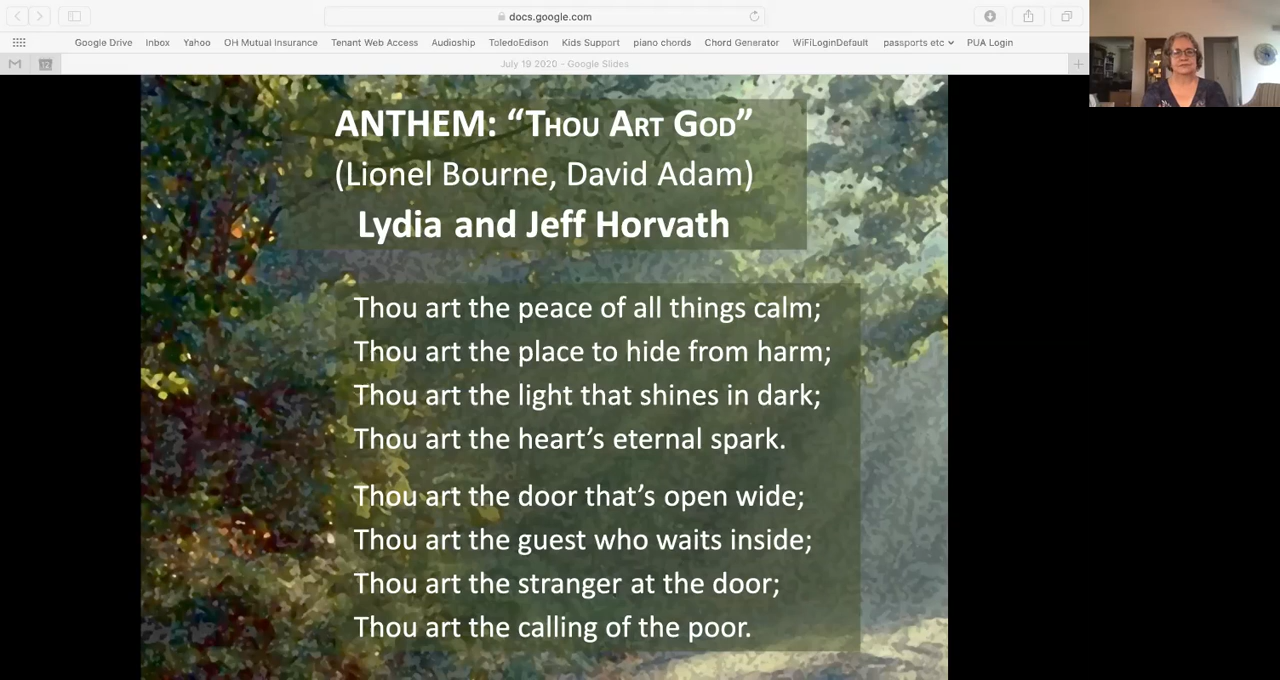 docs.google.com
Google Drive Inbox Yahoo OH Mutual Insurance Tenant Web Access Audioship ToledoEdison Kids Support piano chords Chord Generator WiFiLoginDefault passports etc PUA Login
July 19 2020 - Google Slides
ANTHEM: “THOU ART GOD”
(Lionel Bourne, David Adam)
Lydia and Jeff Horvath
Thou art the peace of all things calm;
Thou art the place to hide from harm;
Thou art the light that shines in dark;
Thou art the heart’s eternal spark.
Thou art the door that’s open wide;
Thou art the guest who waits inside;
Thou art the stranger at the door;
Thou art the calling of the poor.